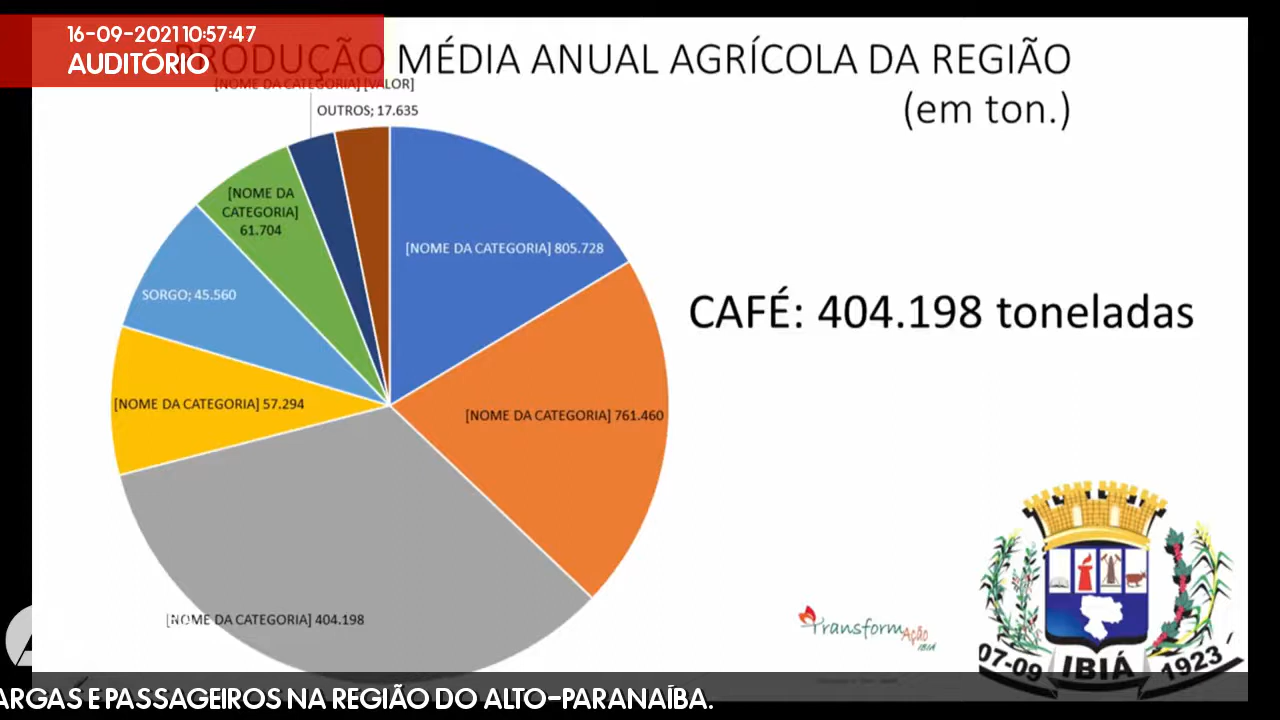 16-09-2021 10:57:47
AUDITÓRIO
PRODUÇÃO MÉDIA ANUAL AGRÍCOLA DA REGIÃO
(em ton.)
[NOME DA CATEGORIA] [VALOR]
OUTROS; 17.635
[NOME DA
CATEGORIA]
61.704
[NOME DA CATEGORIA] 805.728
SORGO; 45.560
CAFÉ: 404.198 toneladas
[NOME DA CATEGORIA] 57.294
[NOME DA CATEGORIA] 761.460
[NOME DA CATEGORIA] 404.198
TransformAção
IBIÁ
07-09 IBIÁ 1923
ARGAS E PASSAGEIROS NA REGIÃO DO ALTO-PARANAÍBA.